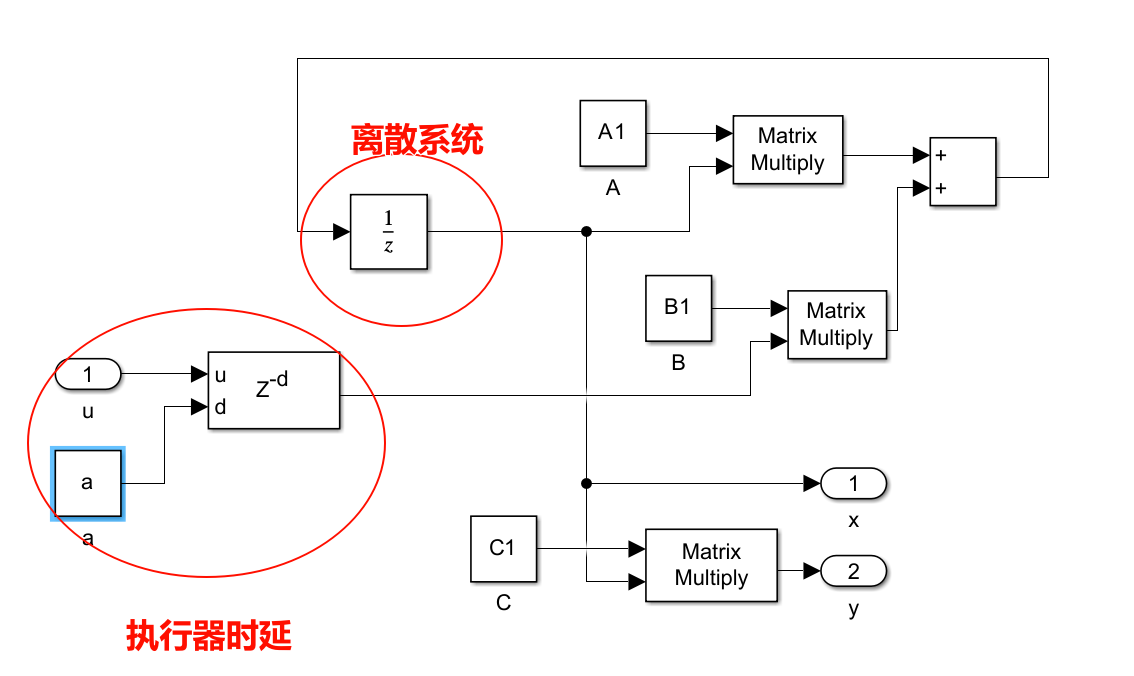 离散系统
A1
A
Matrix
Multiply
+
+
1
z
B1
B
Matrix
Multiply
1
u
u
d
Z-d
a
a
1
x
C1
C
Matrix
Multiply
2
y
执行器时延